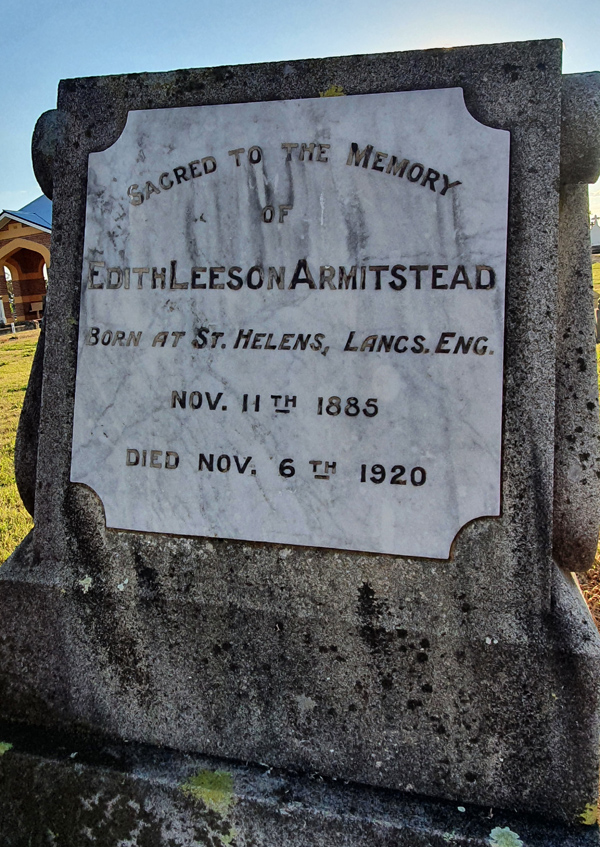 SACRED TO THE MEMORY
OF
EDITH LEESON ARMITSTEAD
BORN AT ST. HELENS, LANCS. ENG.
NOV. 11TH 1885
DIED NOV. 6TH 1920